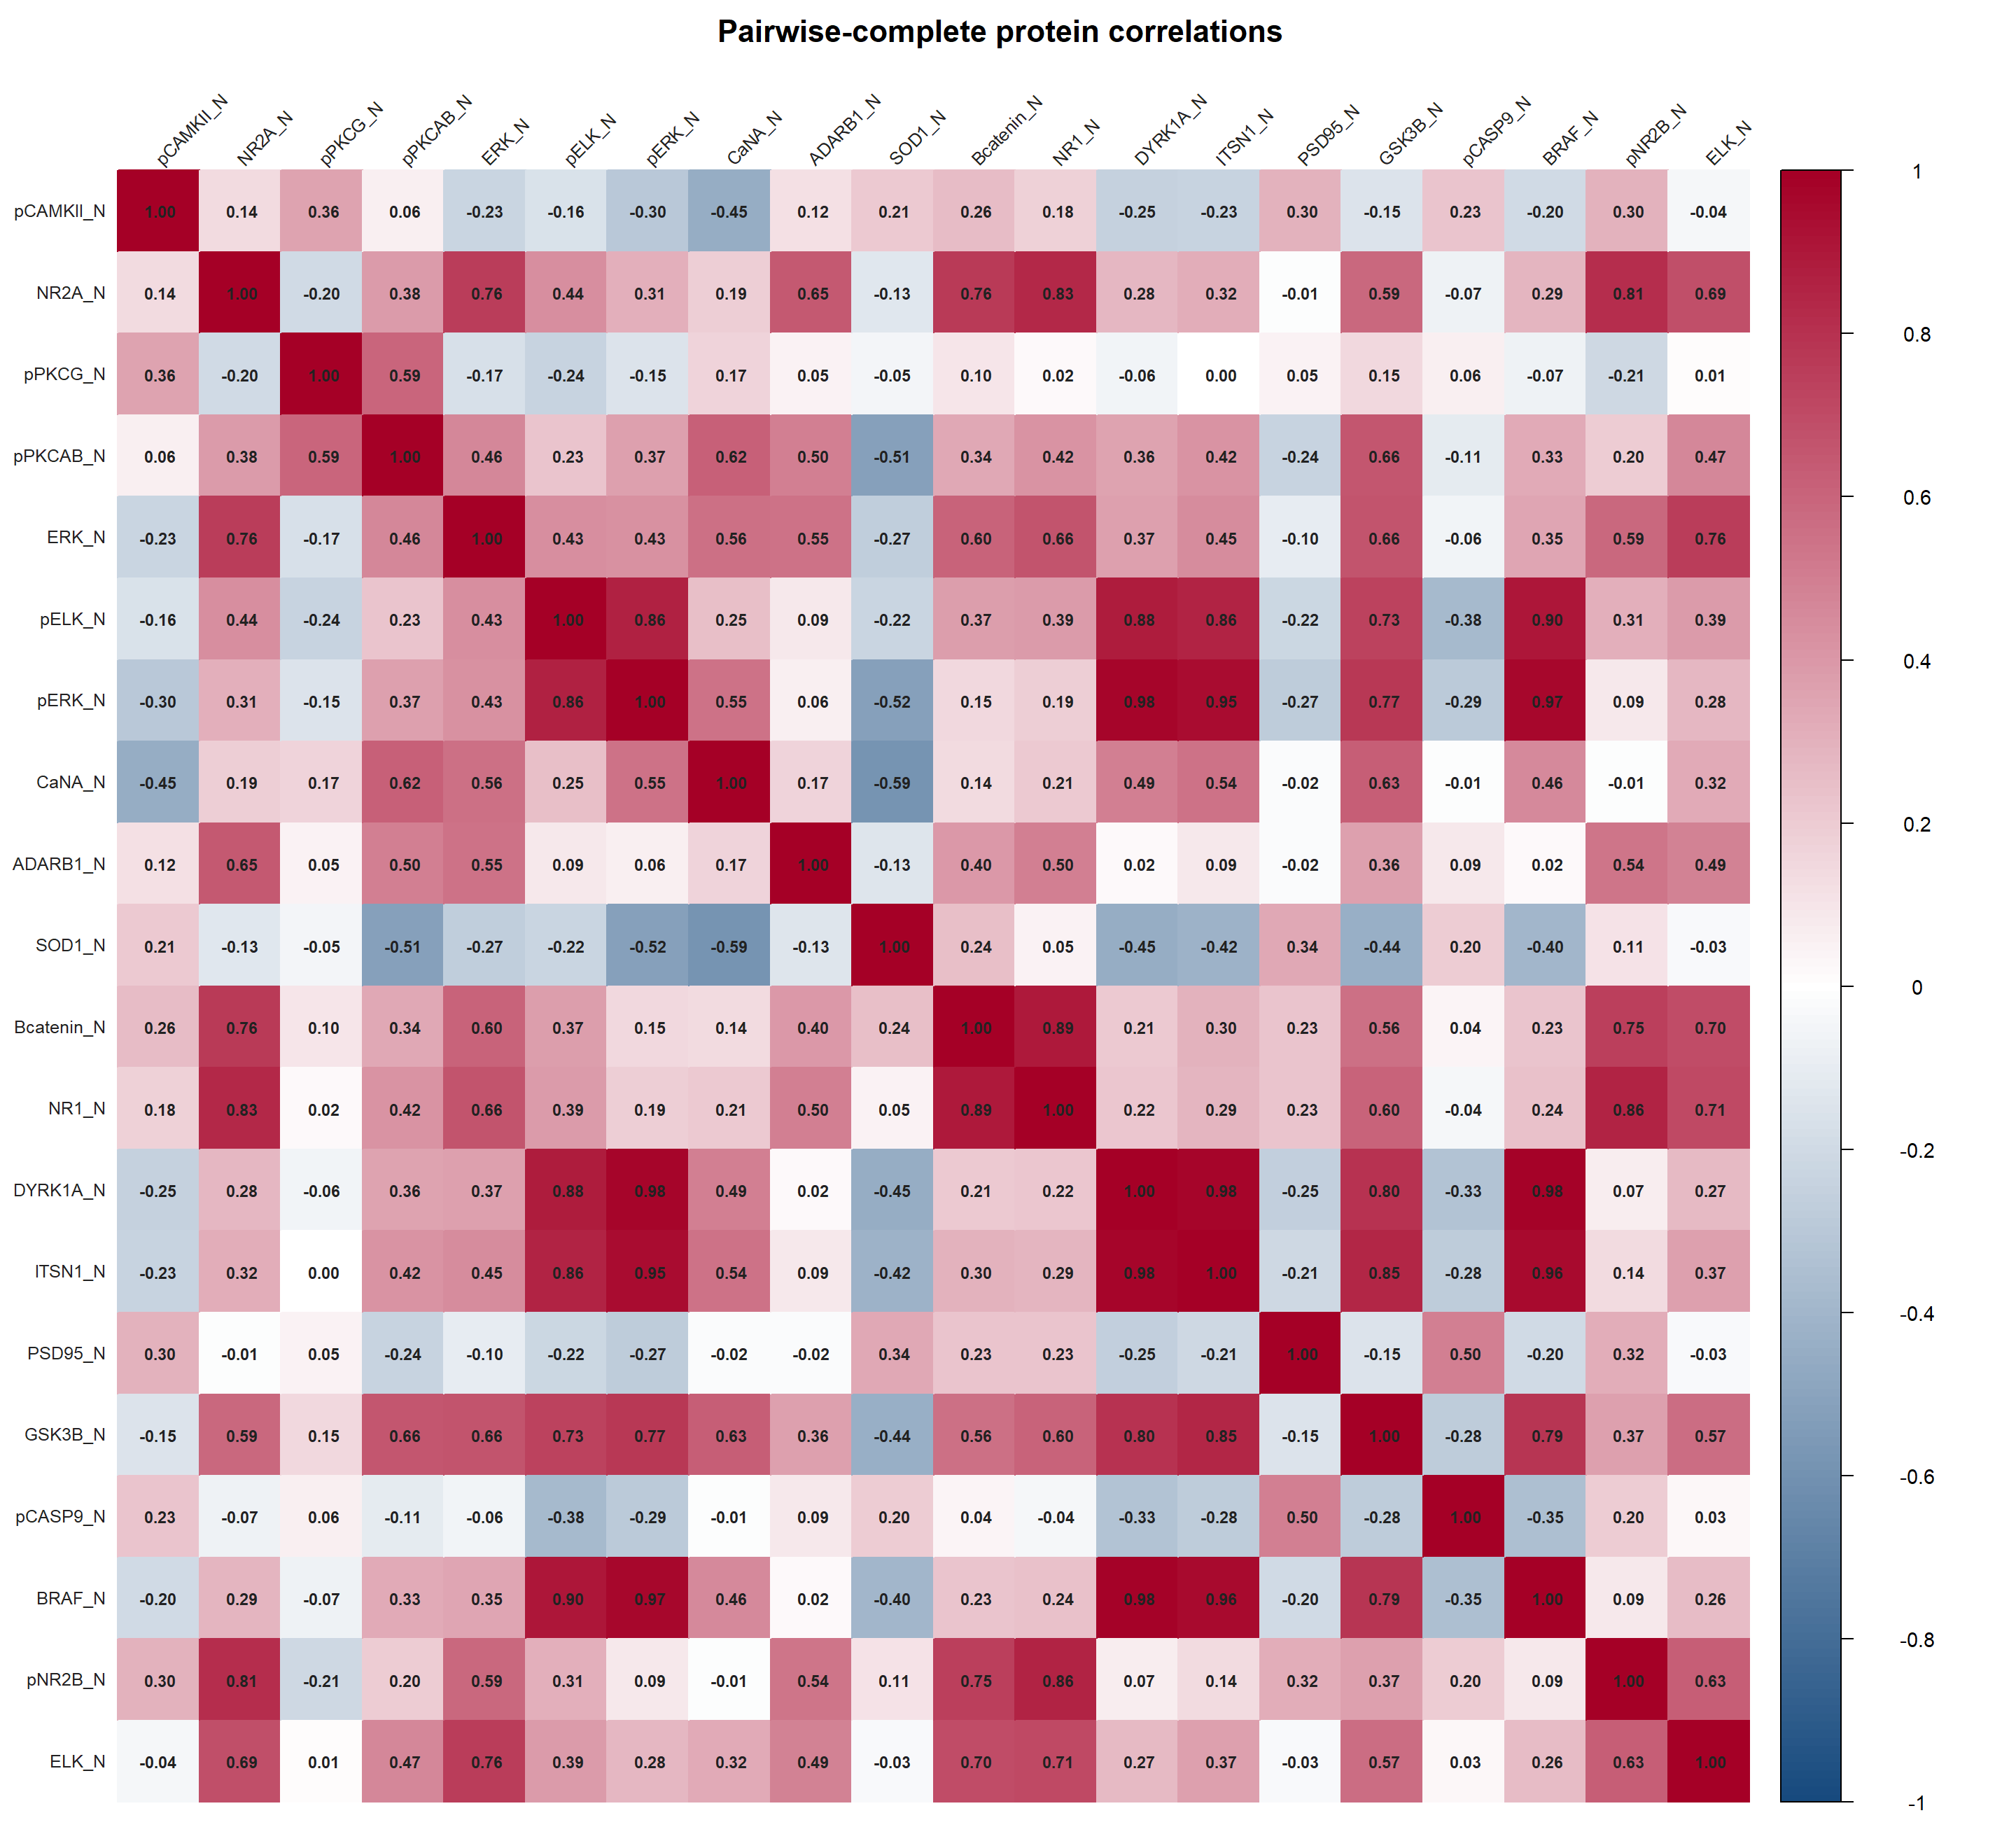 Pairwise-complete protein correlations
pCAMKII_N NR2A_N pPKCG_N pPKCAB_N ERK_N pELK_N pERK_N CaNA_N ADARB1_N SOD1_N Bcatenin_N NR1_N DYRK1A_N ITSN1_N PSD95_N GSK3B_N pCASP9_N BRAF_N pNR2B_N ELK_N
pCAMKII_N 1.00 0.14 0.36 0.06 -0.23 -0.16 -0.30 -0.45 0.12 0.21 0.26 0.18 -0.25 -0.23 0.30 -0.15 0.23 -0.20 0.30 -0.04
NR2A_N 0.14 1.00 -0.20 0.38 0.76 0.44 0.31 0.19 0.65 -0.13 0.76 0.83 0.28 0.32 -0.01 0.59 -0.07 0.29 0.81 0.69
pPKCG_N 0.36 -0.20 1.00 0.59 -0.17 -0.24 -0.15 0.17 0.05 -0.05 0.10 0.02 -0.06 0.00 0.05 0.15 0.06 -0.07 -0.21 0.01
pPKCAB_N 0.06 0.38 0.59 1.00 0.46 0.23 0.37 0.62 0.50 -0.51 0.34 0.42 0.36 0.42 -0.24 0.66 -0.11 0.33 0.20 0.47
ERK_N -0.23 0.76 -0.17 0.46 1.00 0.43 0.43 0.56 0.55 -0.27 0.60 0.66 0.37 0.45 -0.10 0.66 -0.06 0.35 0.59 0.76
pELK_N -0.16 0.44 -0.24 0.23 0.43 1.00 0.86 0.25 0.09 -0.22 0.37 0.39 0.88 0.86 -0.22 0.73 -0.38 0.90 0.31 0.39
pERK_N -0.30 0.31 -0.15 0.37 0.43 0.86 1.00 0.55 0.06 -0.52 0.15 0.19 0.98 0.95 -0.27 0.77 -0.29 0.97 0.09 0.28
CaNA_N -0.45 0.19 0.17 0.62 0.56 0.25 0.55 1.00 0.17 -0.59 0.14 0.21 0.49 0.54 -0.02 0.63 -0.01 0.46 -0.01 0.32
ADARB1_N 0.12 0.65 0.05 0.50 0.55 0.09 0.06 0.17 1.00 -0.13 0.40 0.50 0.02 0.09 -0.02 0.36 0.09 0.02 0.54 0.49
SOD1_N 0.21 -0.13 -0.05 -0.51 -0.27 -0.22 -0.52 -0.59 -0.13 1.00 0.24 0.05 -0.45 -0.42 0.34 -0.44 0.20 -0.40 0.11 -0.03
Bcatenin_N 0.26 0.76 0.10 0.34 0.60 0.37 0.15 0.14 0.40 0.24 1.00 0.89 0.21 0.30 0.23 0.56 0.04 0.23 0.75 0.70
NR1_N 0.18 0.83 0.02 0.42 0.66 0.39 0.19 0.21 0.50 0.05 0.89 1.00 0.22 0.29 0.23 0.60 -0.04 0.24 0.86 0.71
DYRK1A_N -0.25 0.28 -0.06 0.36 0.37 0.88 0.98 0.49 0.02 -0.45 0.21 0.22 1.00 0.98 -0.25 0.80 -0.33 0.98 0.07 0.27
ITSN1_N -0.23 0.32 0.00 0.42 0.45 0.86 0.95 0.54 0.09 -0.42 0.30 0.29 0.98 1.00 -0.21 0.85 -0.28 0.96 0.14 0.37
PSD95_N 0.30 -0.01 0.05 -0.24 -0.10 -0.22 -0.27 -0.02 -0.02 0.34 0.23 0.23 -0.25 -0.21 1.00 -0.15 0.50 -0.20 0.32 -0.03
GSK3B_N -0.15 0.59 0.15 0.66 0.66 0.73 0.77 0.63 0.36 -0.44 0.56 0.60 0.80 0.85 -0.15 1.00 -0.28 0.79 0.37 0.57
pCASP9_N 0.23 -0.07 0.06 -0.11 -0.06 -0.38 -0.29 -0.01 0.09 0.20 0.04 -0.04 -0.33 -0.28 0.50 -0.28 1.00 -0.35 0.20 0.03
BRAF_N -0.20 0.29 -0.07 0.33 0.35 0.90 0.97 0.46 0.02 -0.40 0.23 0.24 0.98 0.96 -0.20 0.79 -0.35 1.00 0.09 0.26
pNR2B_N 0.30 0.81 -0.21 0.20 0.59 0.31 0.09 -0.01 0.54 0.11 0.75 0.86 0.07 0.14 0.32 0.37 0.20 0.09 1.00 0.63
ELK_N -0.04 0.69 0.01 0.47 0.76 0.39 0.28 0.32 0.49 -0.03 0.70 0.71 0.27 0.37 -0.03 0.57 0.03 0.26 0.63 1.00
1
0.8
0.6
0.4
0.2
0
-0.2
-0.4
-0.6
-0.8
-1